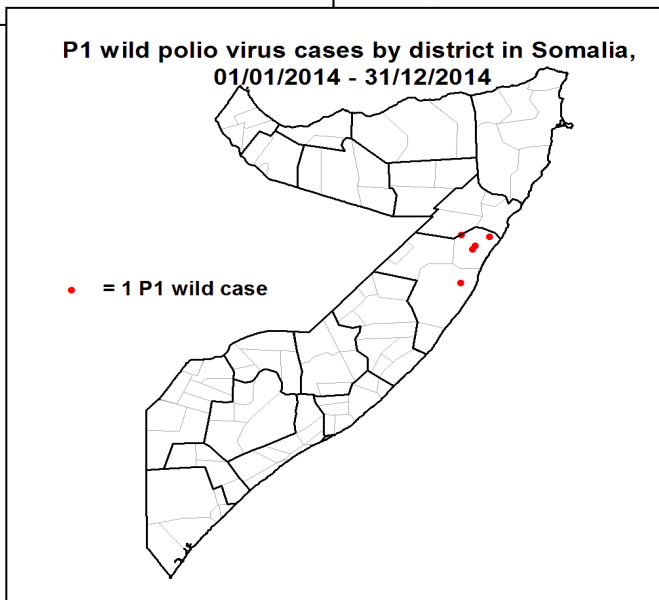 P1 wild polio virus cases by district in Somalia,
01/01/2014 - 31/12/2014
= 1 P1 wild case